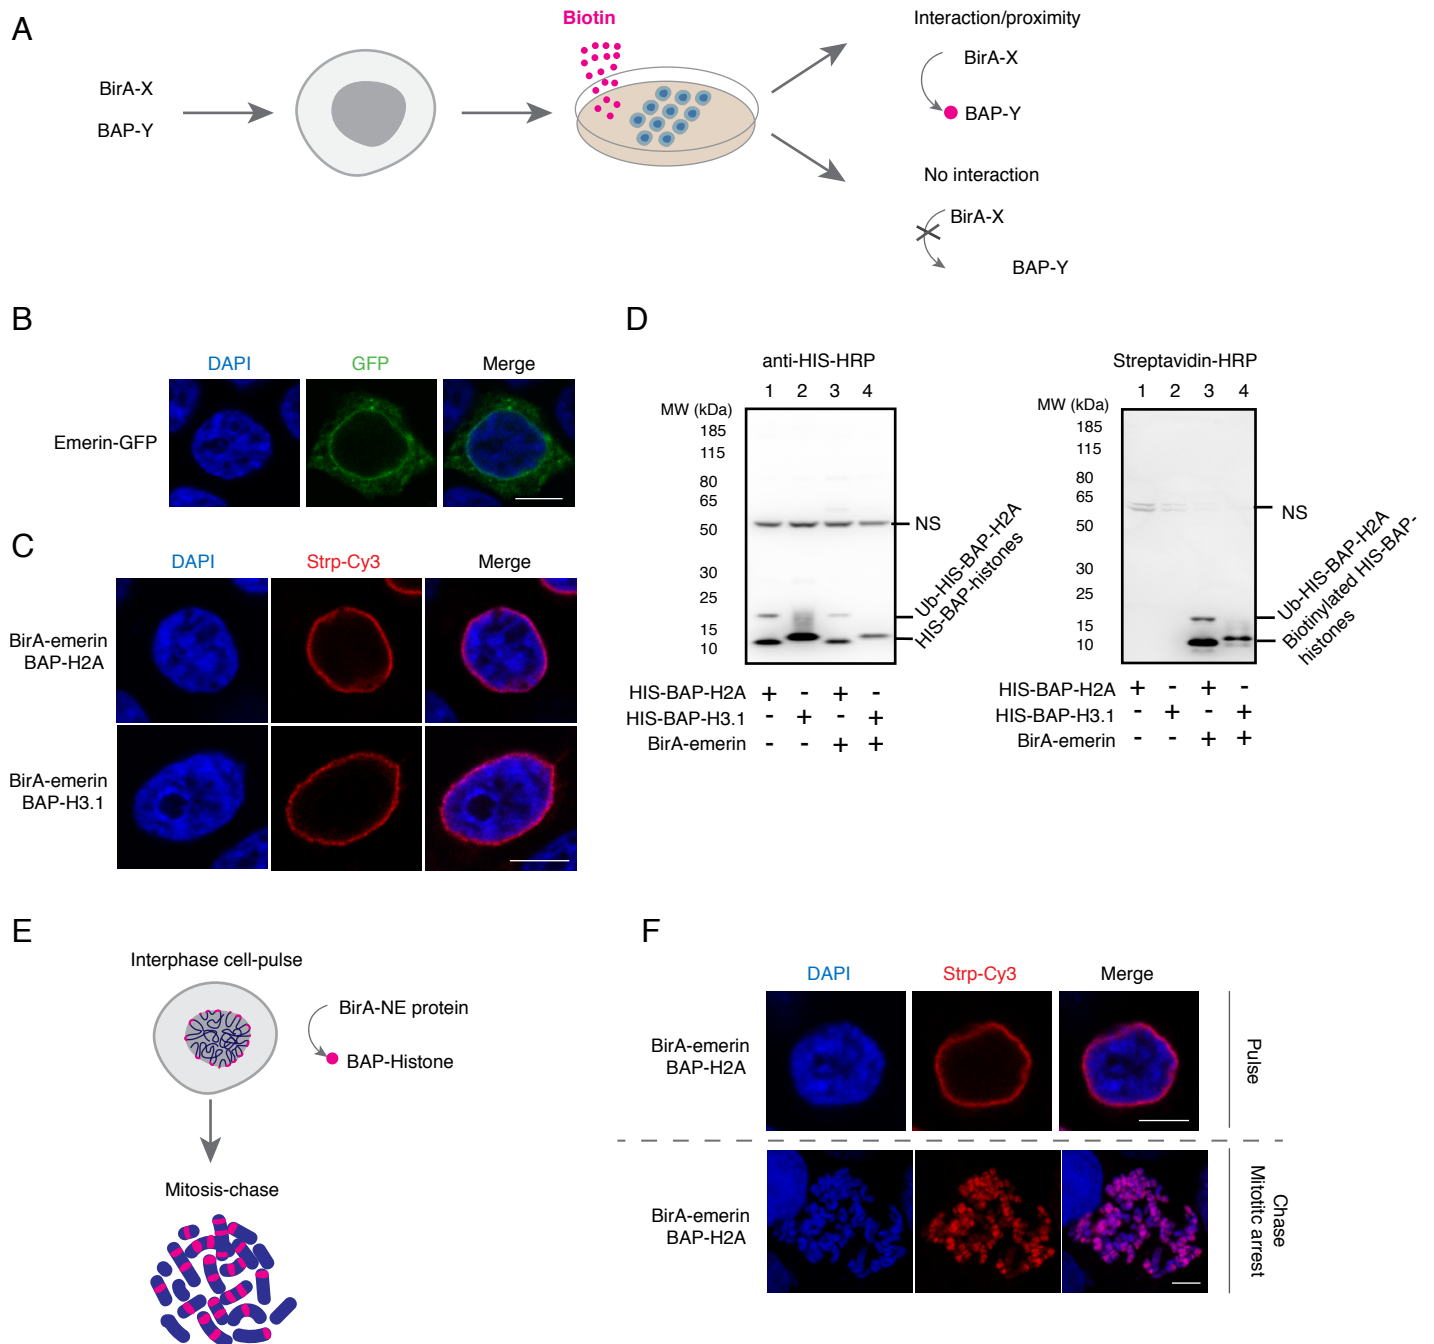 A
BirA-X
BAP-Y
Biotin
Interaction/proximity
BirA-X
BAP-Y
No interaction
BirA-X
BAP-Y
B
DAPI
GFP
Merge
Emerin-GFP
C
DAPI
Strp-Cy3
Merge
BirA-emerin
BAP-H2A
BirA-emerin
BAP-H3.1
D
anti-HIS-HRP
1 2 3 4
MW (kDa)
185
115
80
65
50
30
25
15
10
NS
Ub-HIS-BAP-H2A
HIS-BAP-histones
HIS-BAP-H2A + - + -
HIS-BAP-H3.1 - + - +
BirA-emerin - - + +
Streptavidin-HRP
1 2 3 4
MW (kDa)
185
115
80
65
50
30
25
15
10
NS
Ub-HIS-BAP-H2A
Biotinylated HIS-BAP-
histones
HIS-BAP-H2A + - + -
HIS-BAP-H3.1 - + - +
BirA-emerin - - + +
E
Interphase cell-pulse
BirA-NE protein
BAP-Histone
Mitosis-chase
F
DAPI
Strp-Cy3
Merge
BirA-emerin
BAP-H2A
Pulse
BirA-emerin
BAP-H2A
Chase
Mitotitc arrest